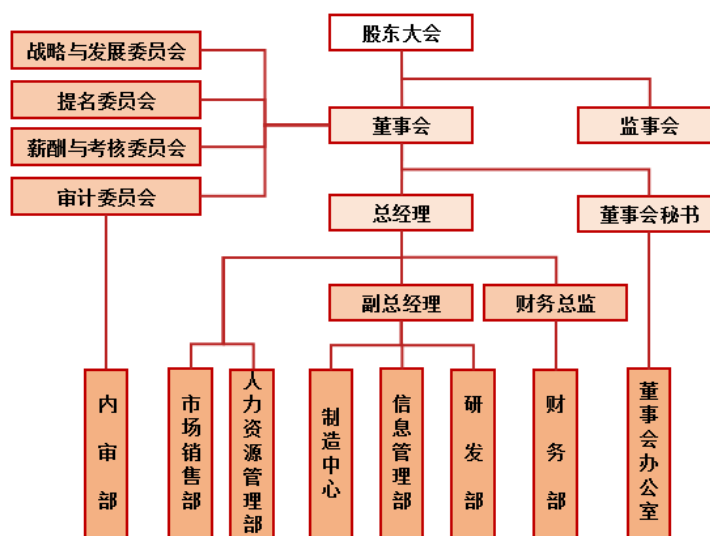 股东大会
战略与发展委员会
提名委员会
薪酬与考核委员会
审计委员会
董事会
监事会
总经理
董事会秘书
副总经理
财务总监
内审部
市场销售部
人力资源管理部
制造中心
信息管理部
研发部
财务部
董事会办公室